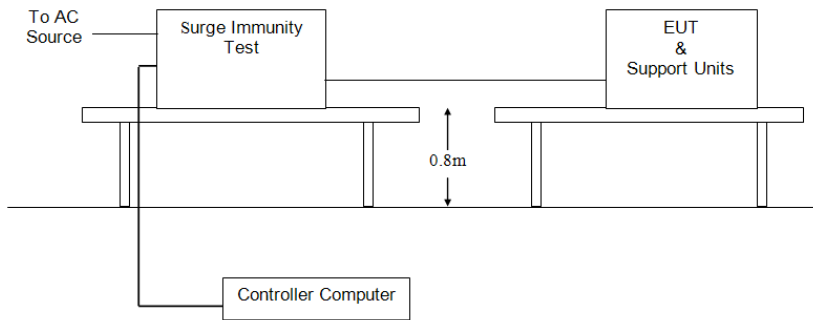 To AC
Source
Surge Immunity
Test
EUT
&
Support Units
0.8m
Controller Computer